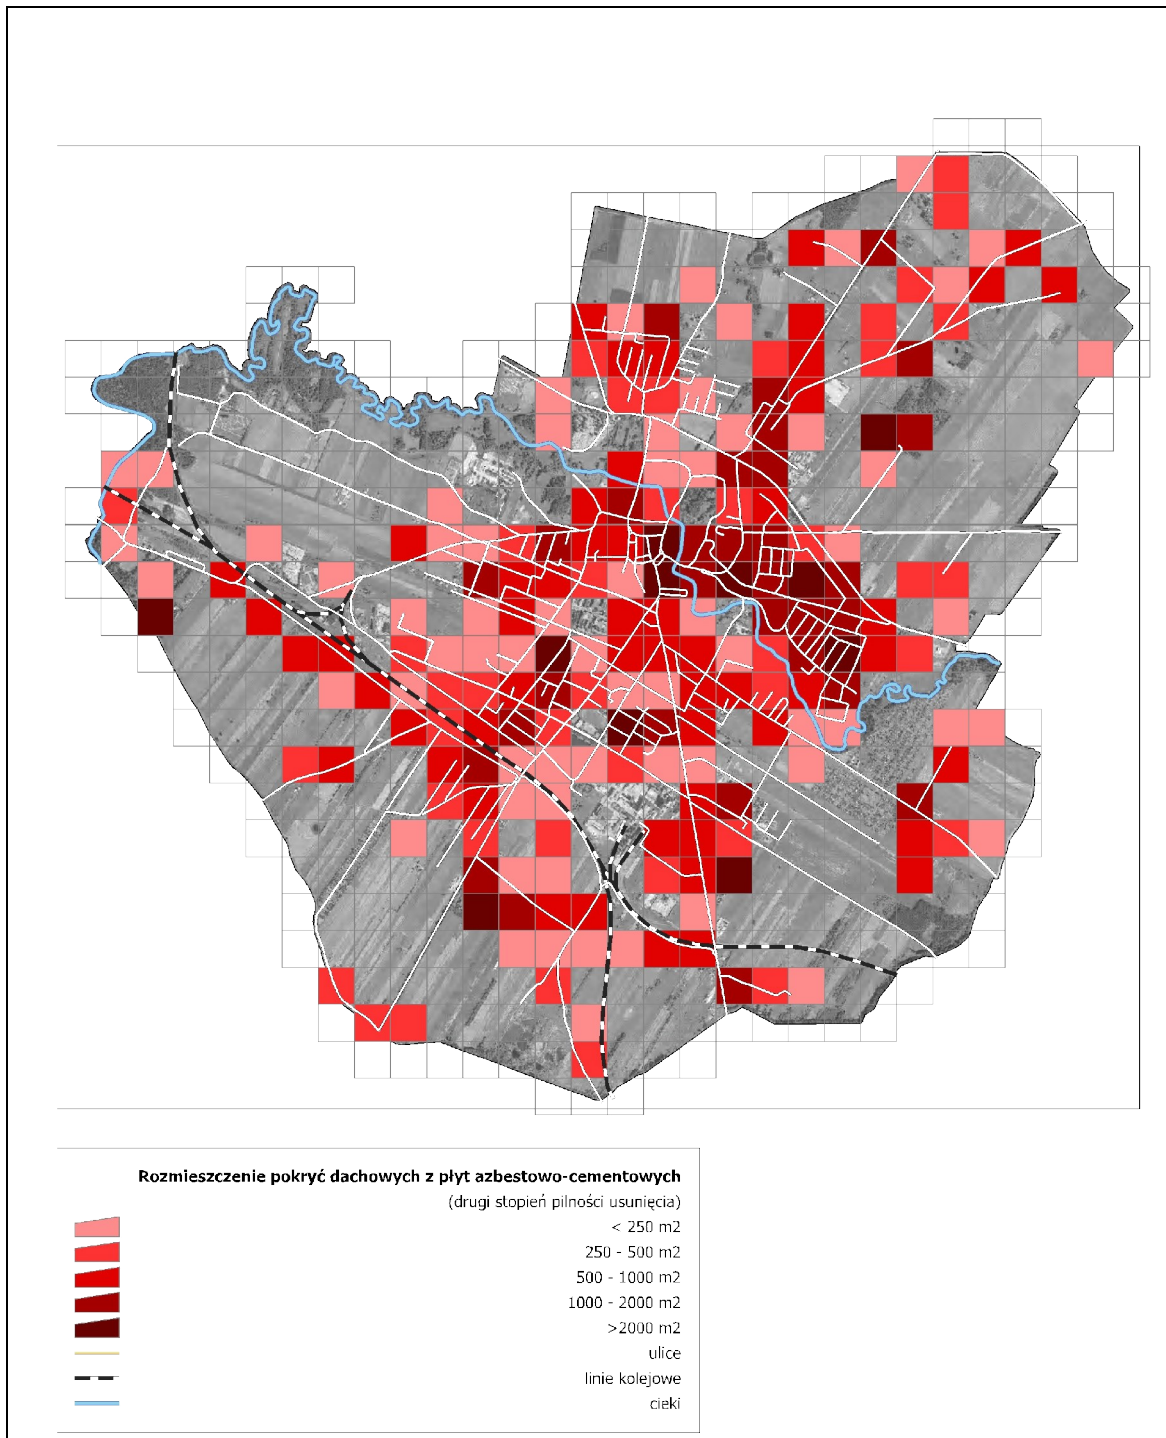 Rozmieszczenie pokryć dachowych z płyt azbestowo-cementowych
(drugi stopień pilności usunięcia)
< 250 m2
250 - 500 m2
500 - 1000 m2
1000 - 2000 m2
>2000 m2
ulice
linie kolejowe
cieki